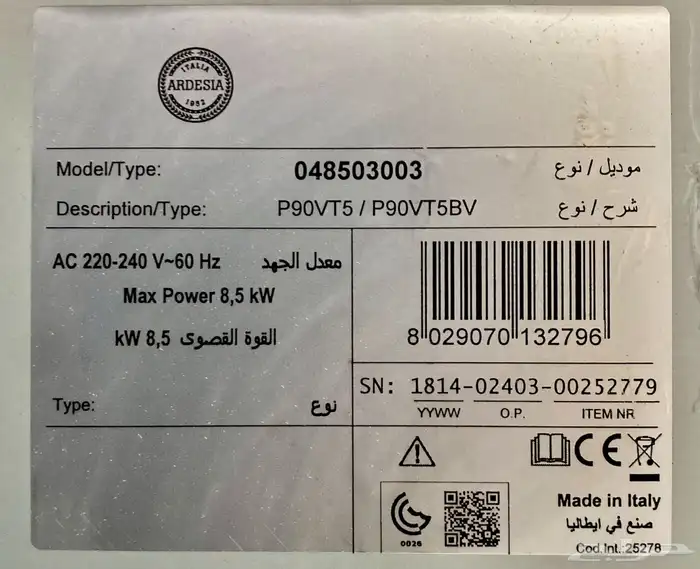 ITALIA
ARDESIA
1952
Model/Type: 048503003 موديل / نوع
Description/Type: P90VT5 / P90VT5BV شرح / نوع
AC 220-240 V~60 Hz معدل الجهد
Max Power 8,5 kW
القوة القصوى 8,5 kW
Type: نوع
8 029070 132796
SN: 1814-02403-00252779
YYWW O.P. ITEM NR
CE
0026
Made in Italy
صنع في ايطاليا
Cod.Int.:25278